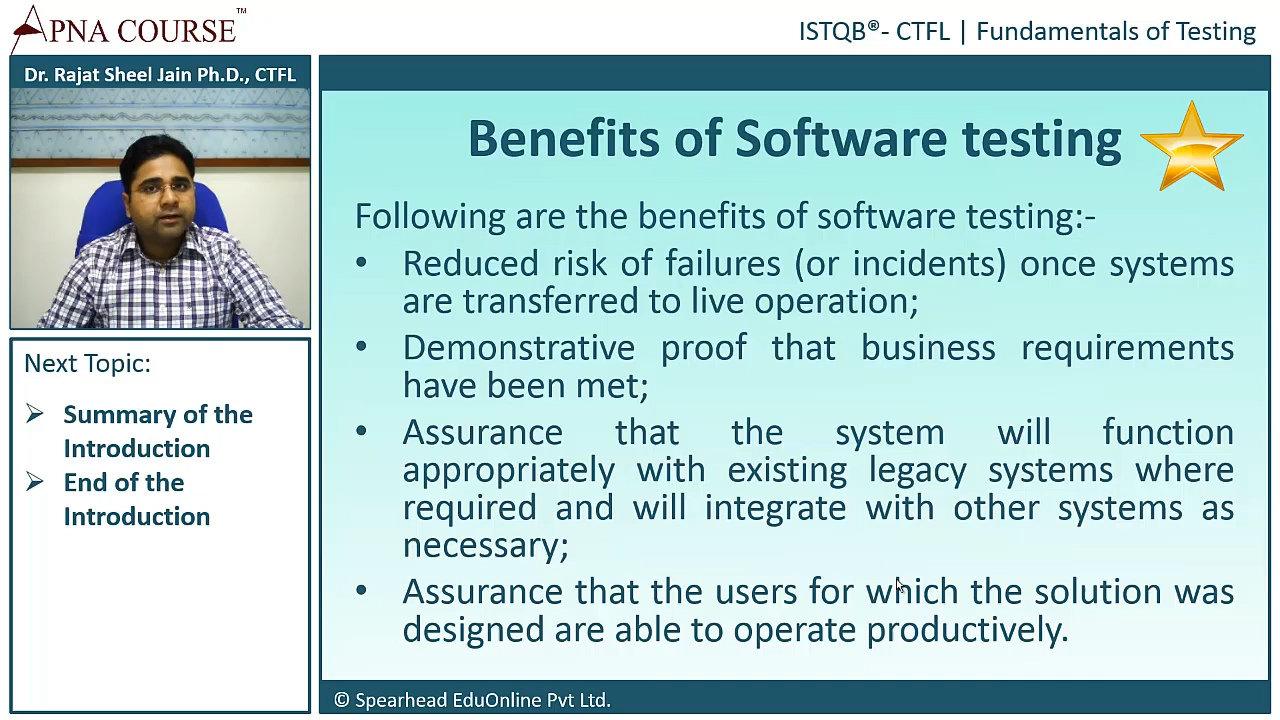 APNA COURSE™
ISTQB®- CTFL | Fundamentals of Testing
Dr. Rajat Sheel Jain Ph.D., CTFL
Next Topic:
➢ Summary of the
Introduction
➢ End of the
Introduction
Benefits of Software testing
Following are the benefits of software testing:-
• Reduced risk of failures (or incidents) once systems
are transferred to live operation;
• Demonstrative proof that business requirements
have been met;
• Assurance that the system will function
appropriately with existing legacy systems where
required and will integrate with other systems as
necessary;
• Assurance that the users for which the solution was
designed are able to operate productively.
© Spearhead EduOnline Pvt Ltd.